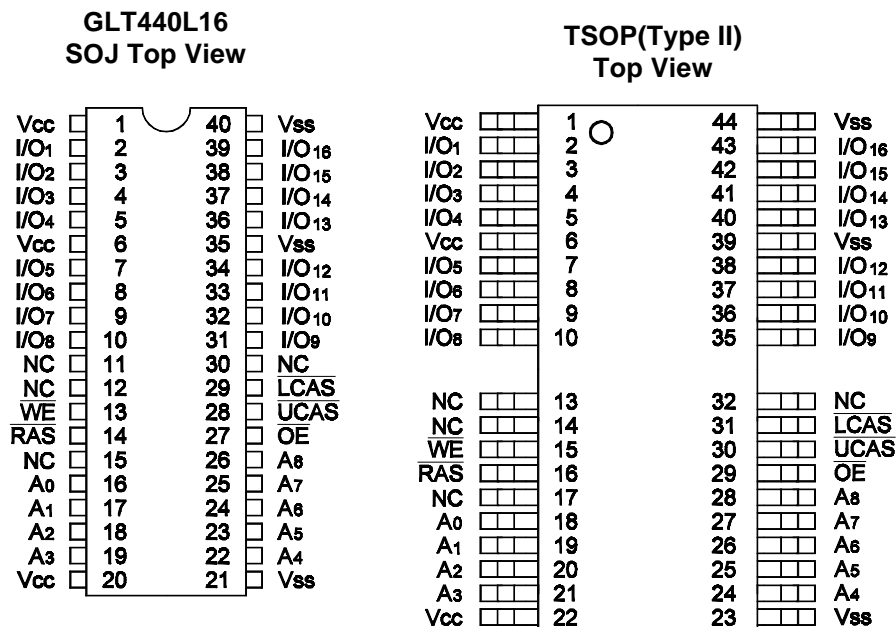 GLT440L16
SOJ Top View
Vcc 1 40 Vss
I/O1 2 39 I/O16
I/O2 3 38 I/O15
I/O3 4 37 I/O14
I/O4 5 36 I/O13
Vcc 6 35 Vss
I/O5 7 34 I/O12
I/O6 8 33 I/O11
I/O7 9 32 I/O10
I/O8 10 31 I/O9
NC 11 30 NC
NC 12 29 LCAS
WE 13 28 UCAS
RAS 14 27 OE
NC 15 26 A8
A0 16 25 A7
A1 17 24 A6
A2 18 23 A5
A3 19 22 A4
Vcc 20 21 Vss
TSOP(Type II)
Top View
Vcc 1 44 Vss
I/O1 2 43 I/O16
I/O2 3 42 I/O15
I/O3 4 41 I/O14
I/O4 5 40 I/O13
Vcc 6 39 Vss
I/O5 7 38 I/O12
I/O6 8 37 I/O11
I/O7 9 36 I/O10
I/O8 10 35 I/O9
NC 13 32 NC
NC 14 31 LCAS
WE 15 30 UCAS
RAS 16 29 OE
NC 17 28 A8
A0 18 27 A7
A1 19 26 A6
A2 20 25 A5
A3 21 24 A4
Vcc 22 23 Vss